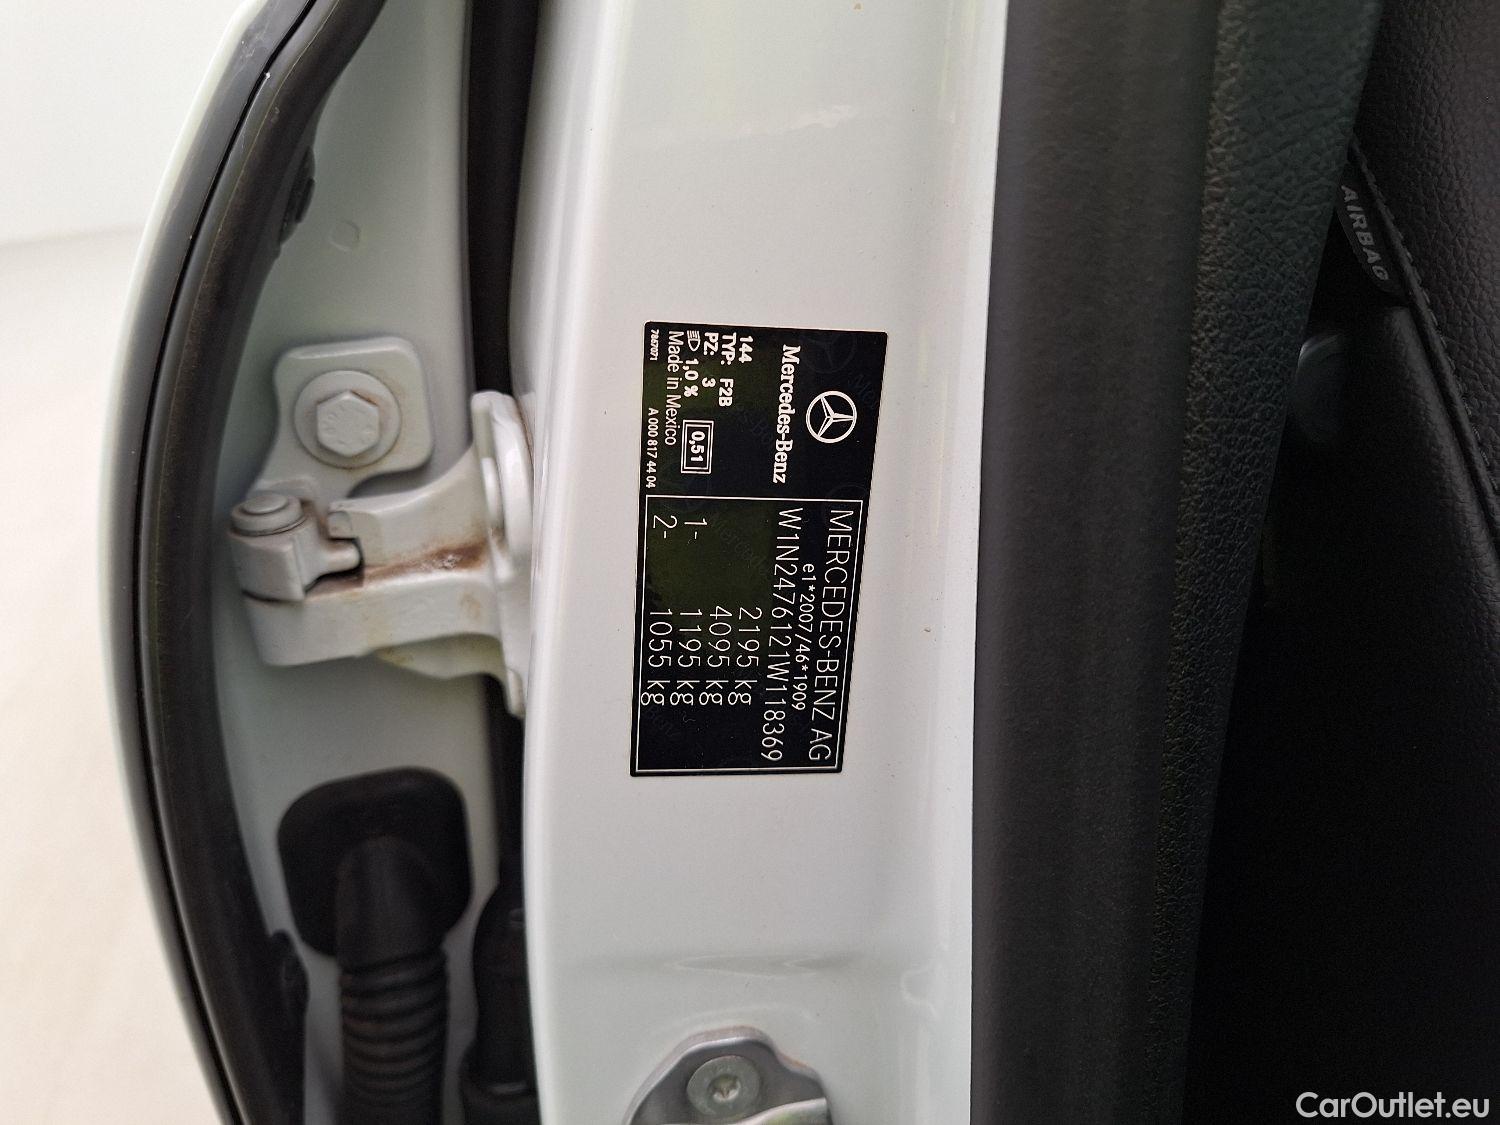 Mercedes-Benz
144
TYP: F2B
PZ: 3
1,0 %
0,51
Made in Mexico
7867071
A 000 817 44 04
MERCEDES-BENZ AG
e1*2007/46*1909
W1N2476121W118369
2195 kg
4095 kg
1- 1195 kg
2- 1055 kg
AIRBAG
CarOutlet.eu